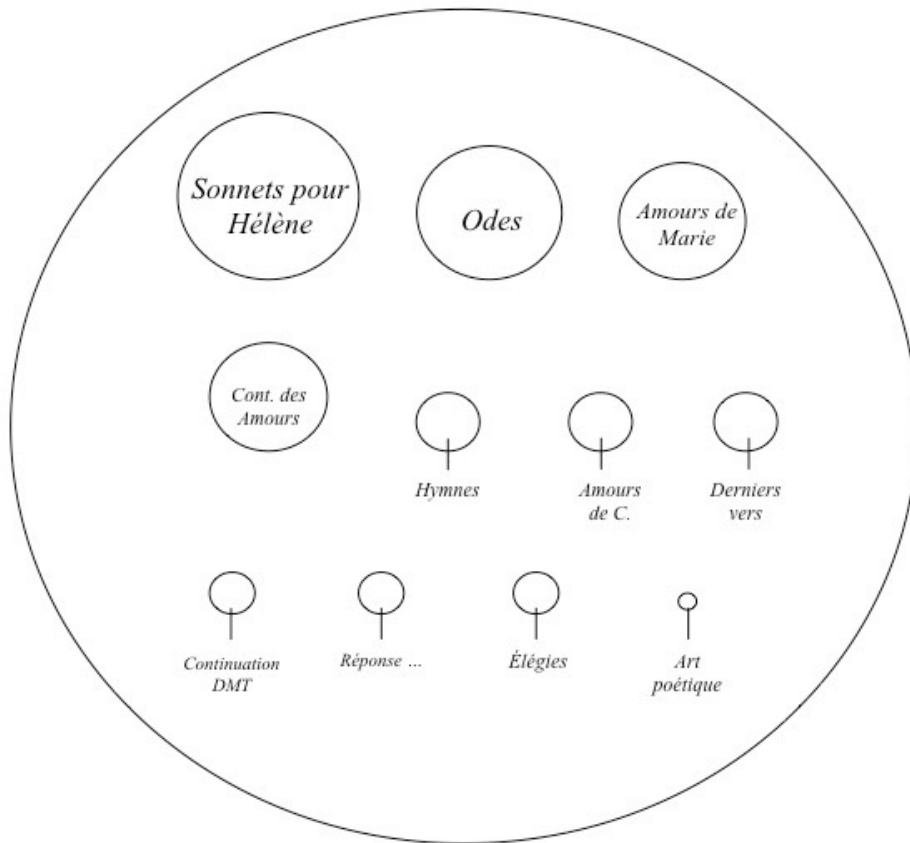 Sonnets pour
Hélène
Odes
Amours de
Marie
Cont. des
Amours
Hymnes
Amours
de C.
Derniers
vers
Continuation
DMT
Réponse ...
Élégies
Art
poétique